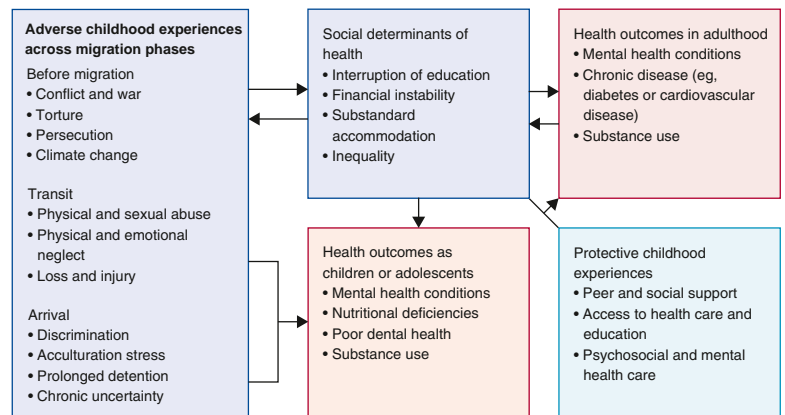 Adverse childhood experiences
across migration phases
Before migration
• Conflict and war
• Torture
• Persecution
• Climate change
Transit
• Physical and sexual abuse
• Physical and emotional
neglect
• Loss and injury
Arrival
• Discrimination
• Acculturation stress
• Prolonged detention
• Chronic uncertainty
Social determinants of
health
• Interruption of education
• Financial instability
• Substandard
accommodation
• Inequality
Health outcomes in adulthood
• Mental health conditions
• Chronic disease (eg,
diabetes or cardiovascular
disease)
• Substance use
Health outcomes as
children or adolescents
• Mental health conditions
• Nutritional deficiencies
• Poor dental health
• Substance use
Protective childhood
experiences
• Peer and social support
• Access to health care and
education
• Psychosocial and mental
health care